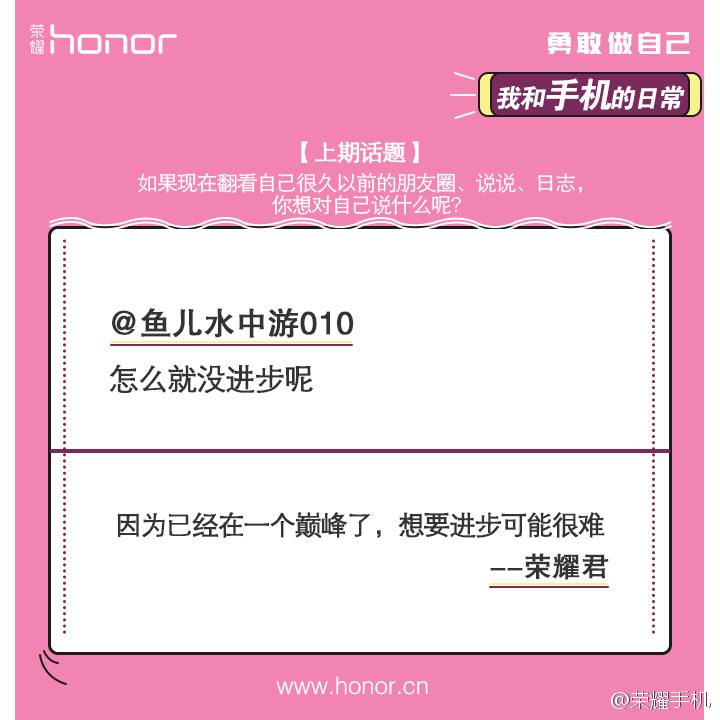 荣耀 honor
勇敢做自己
我和手机的日常
【 上期话题 】
如果现在翻看自己很久以前的朋友圈、说说、日志，
你想对自己说什么呢?
@鱼儿水中游010
怎么就没进步呢
因为已经在一个巅峰了，想要进步可能很难
--荣耀君
www.honor.cn
@荣耀手机